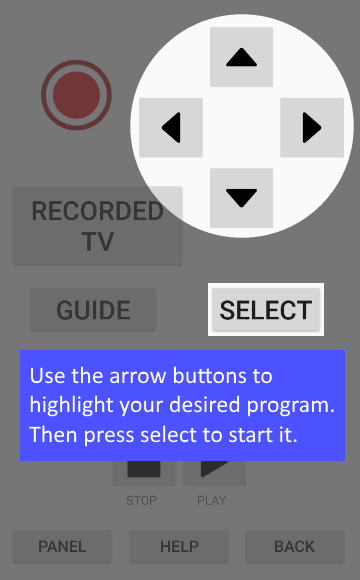 RECORDED
TV
GUIDE
SELECT
Use the arrow buttons to
highlight your desired program.
Then press select to start it.
STOP
PLAY
PANEL
HELP
BACK